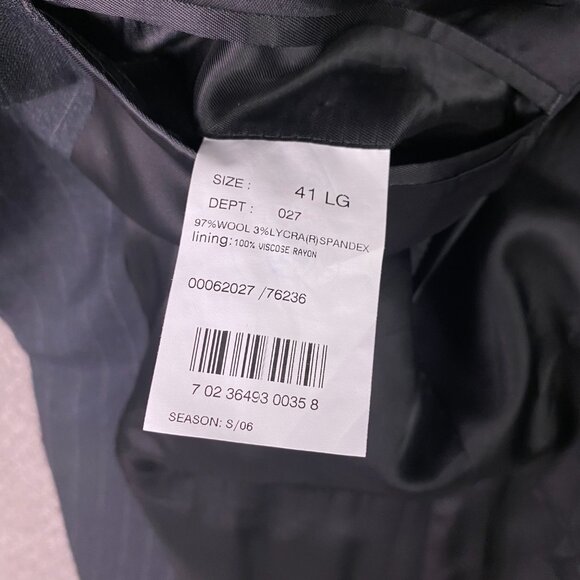 SIZE : 41 LG
DEPT : 027
97%WOOL 3%LYCRA(R)SPANDEX
lining: 100% VISCOSE RAYON
00062027 /76236
7 02 36493 0035 8
SEASON: S/06